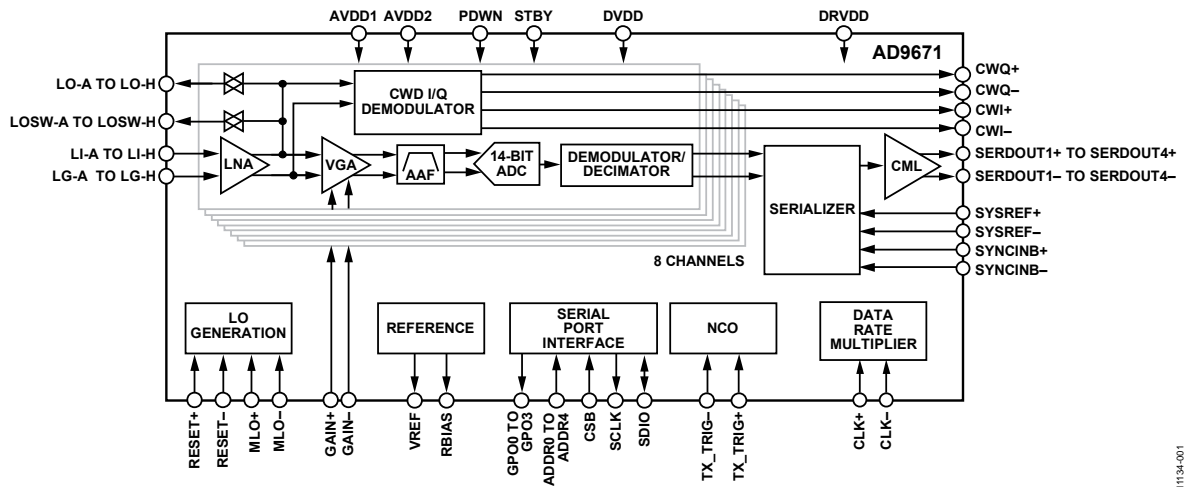 AVDD1 AVDD2 PDWN STBY DVDD DRVDD
AD9671
LO-A TO LO-H
LOSW-A TO LOSW-H
LI-A TO LI-H
LG-A TO LG-H
LNA
CWD I/Q
DEMODULATOR
VGA
AAF
14-BIT
ADC
DEMODULATOR/
DECIMATOR
SERIALIZER
CML
8 CHANNELS
CWQ+
CWQ–
CWI+
CWI–
SERDOUT1+ TO SERDOUT4+
SERDOUT1– TO SERDOUT4–
SYSREF+
SYSREF–
SYNCINB+
SYNCINB–
LO
GENERATION
REFERENCE
SERIAL
PORT
INTERFACE
NCO
DATA
RATE
MULTIPLIER
RESET+
RESET–
MLO+
MLO–
GAIN+
GAIN–
VREF
RBIAS
GPO0 TO
GPO3
ADDR0 TO
ADDR4
CSB
SCLK
SDIO
TX_TRIG–
TX_TRIG+
CLK+
CLK–
11134-001